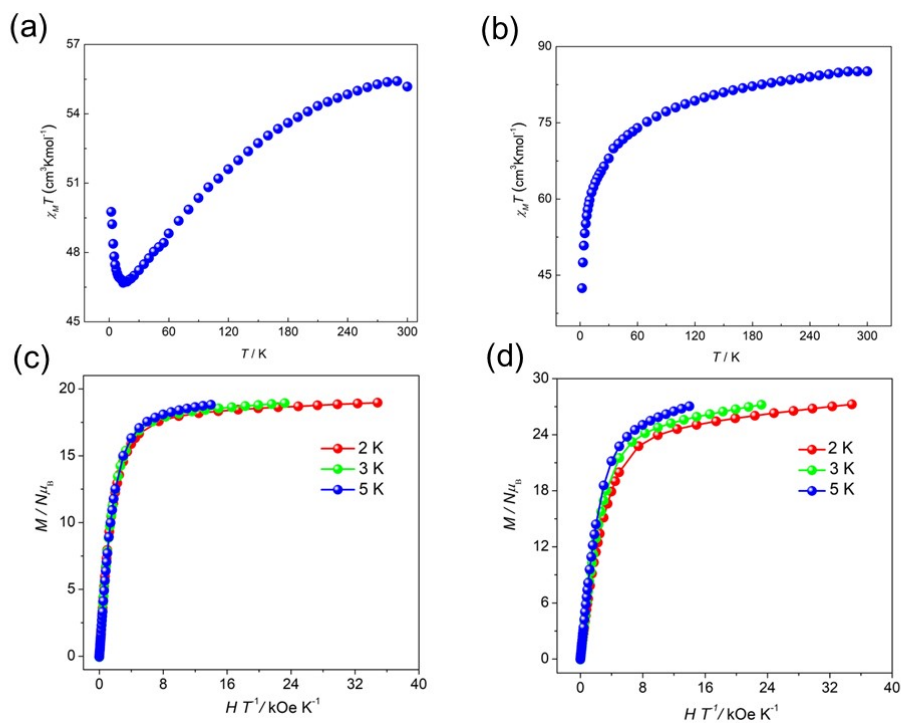 (a)
57
54
51
48
45
χMT (cm³Kmol⁻¹)
0 60 120 180 240 300
T / K
(b)
90
75
60
45
χMT (cm³Kmol⁻¹)
0 60 120 180 240 300
T / K
(c)
20
15
10
5
0
M / NμB
2 K
3 K
5 K
0 8 16 24 32 40
H T¹/ kOe K⁻¹
(d)
30
24
18
12
6
0
M / NμB
2 K
3 K
5 K
0 8 16 24 32 40
H T¹/ kOe K⁻¹